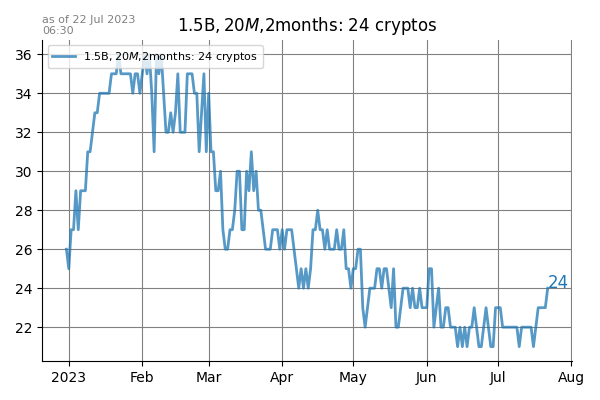 as of 22 Jul 2023
06:30
1.5B, 20M,2months: 24 cryptos
1.5B, 20M,2months: 24 cryptos
36
34
32
30
28
26
24
22
24
2023 Feb Mar Apr May Jun Jul Aug